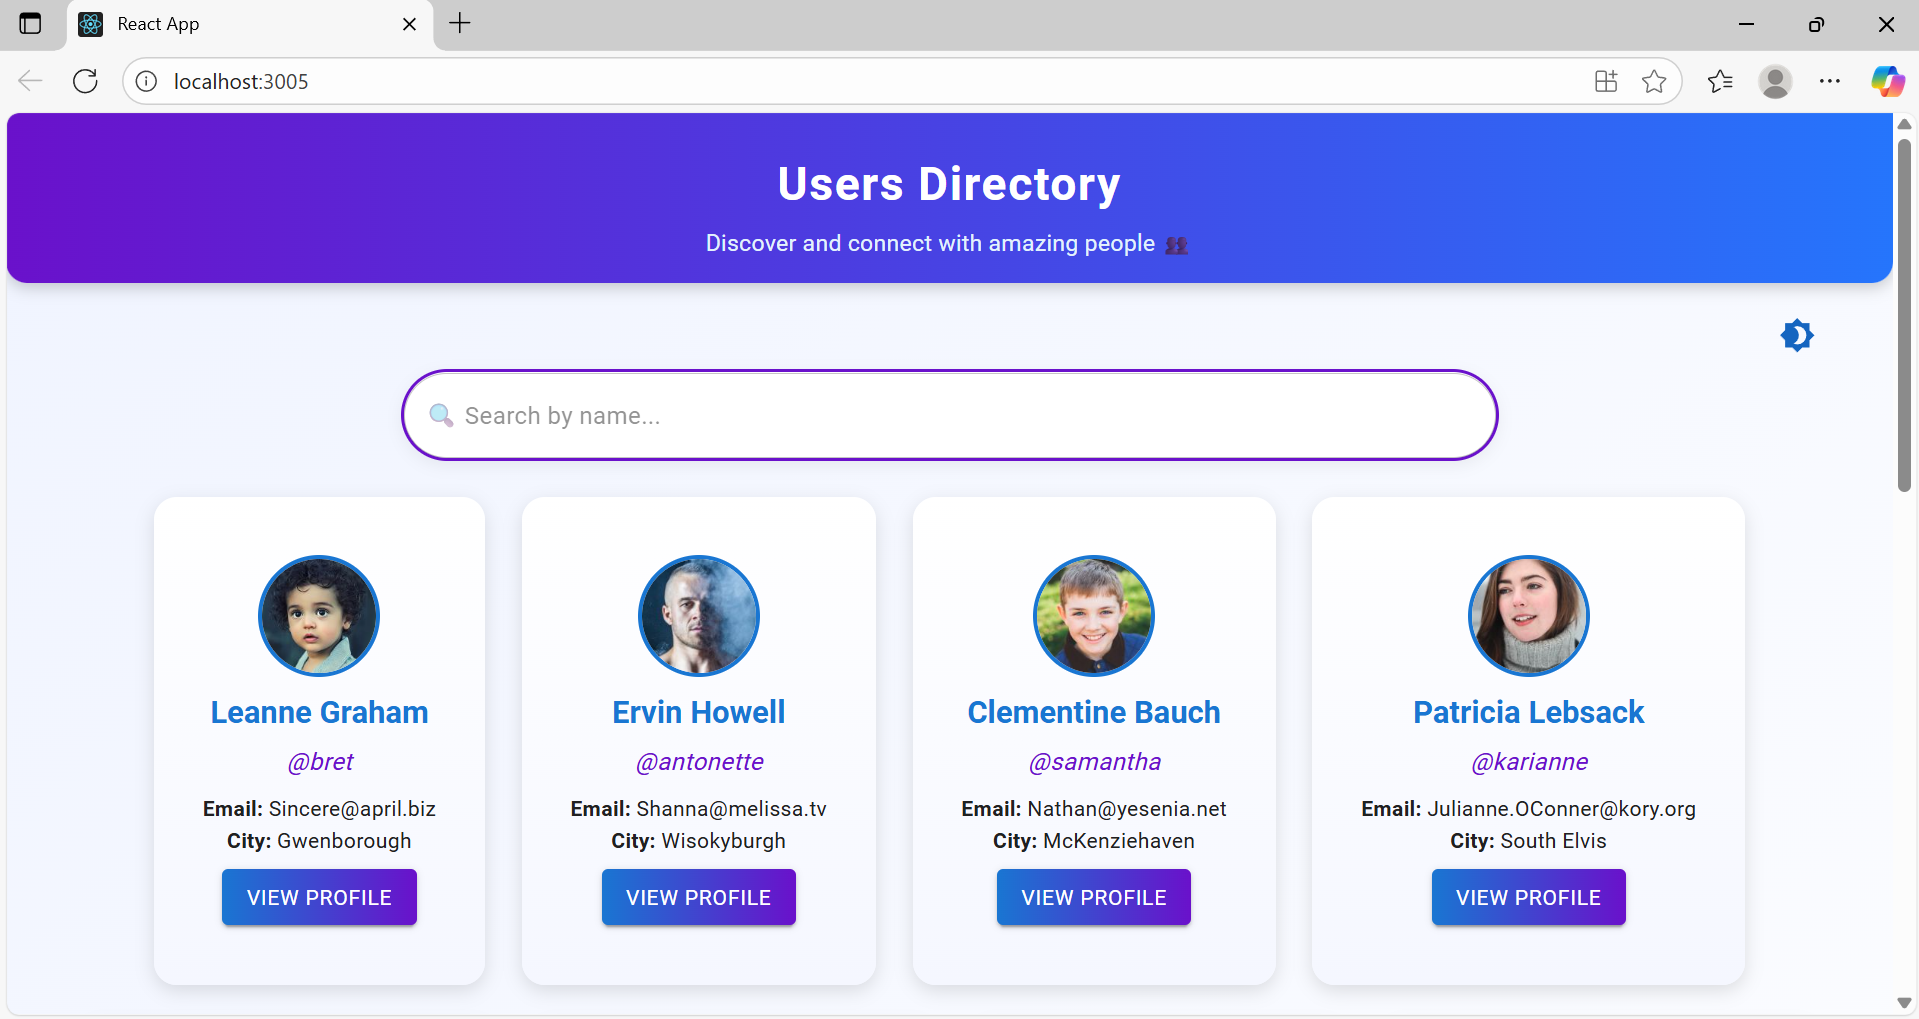 React App
localhost:3005
Users Directory
Discover and connect with amazing people 👥
🔍 Search by name...
Leanne Graham
@bret
Email: Sincere@april.biz
City: Gwenborough
VIEW PROFILE
Ervin Howell
@antonette
Email: Shanna@melissa.tv
City: Wisokyburgh
VIEW PROFILE
Clementine Bauch
@samantha
Email: Nathan@yesenia.net
City: McKenziehaven
VIEW PROFILE
Patricia Lebsack
@karianne
Email: Julianne.OConner@kory.org
City: South Elvis
VIEW PROFILE